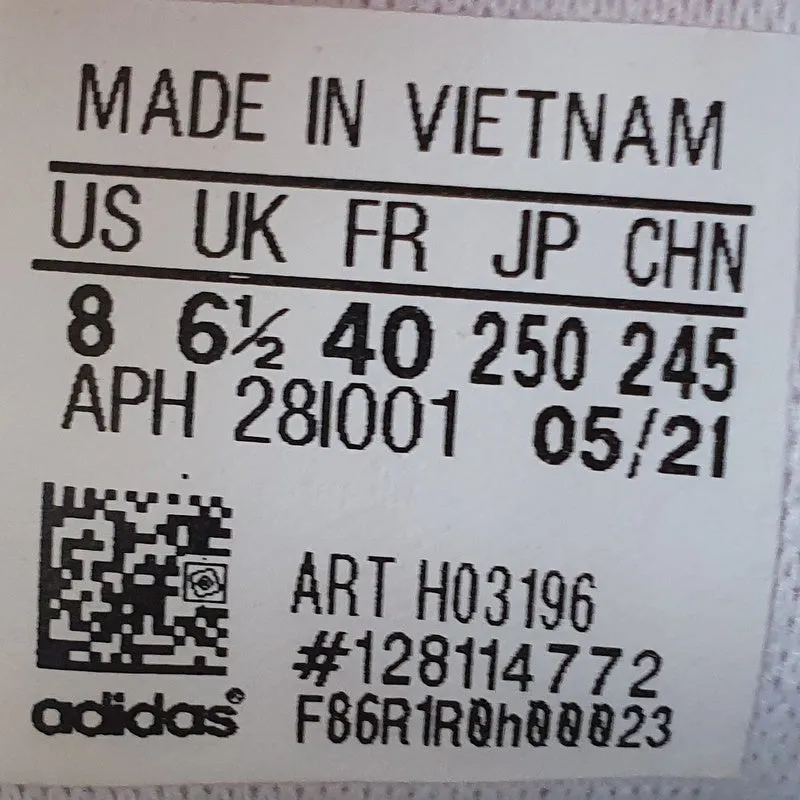 MADE IN VIETNAM
US UK FR JP CHN
8 6½ 40 250 245
APH 28I001 05/21
ART H03196
#128114772
adidas® F86R1R0h00023